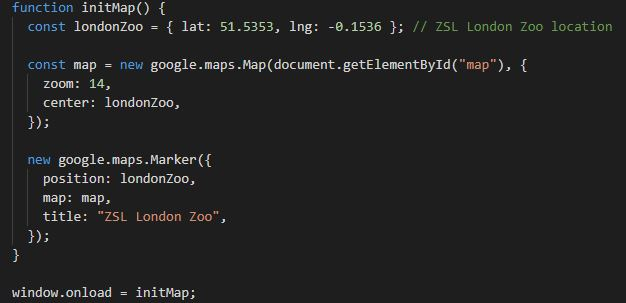 function initMap() {
  const londonZoo = { lat: 51.5353, lng: -0.1536 }; // ZSL London Zoo location

  const map = new google.maps.Map(document.getElementById("map"), {
    zoom: 14,
    center: londonZoo,
  });

  new google.maps.Marker({
    position: londonZoo,
    map: map,
    title: "ZSL London Zoo",
  });
}

window.onload = initMap;